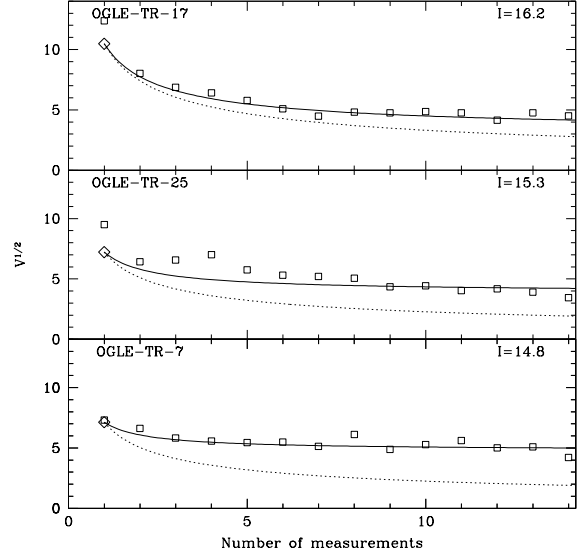 OGLE-TR-17 I=16.2
10
5
0
OGLE-TR-25 I=15.3
10
5
0
V^1/2
OGLE-TR-7 I=14.8
10
5
0
0 5 10
Number of measurements